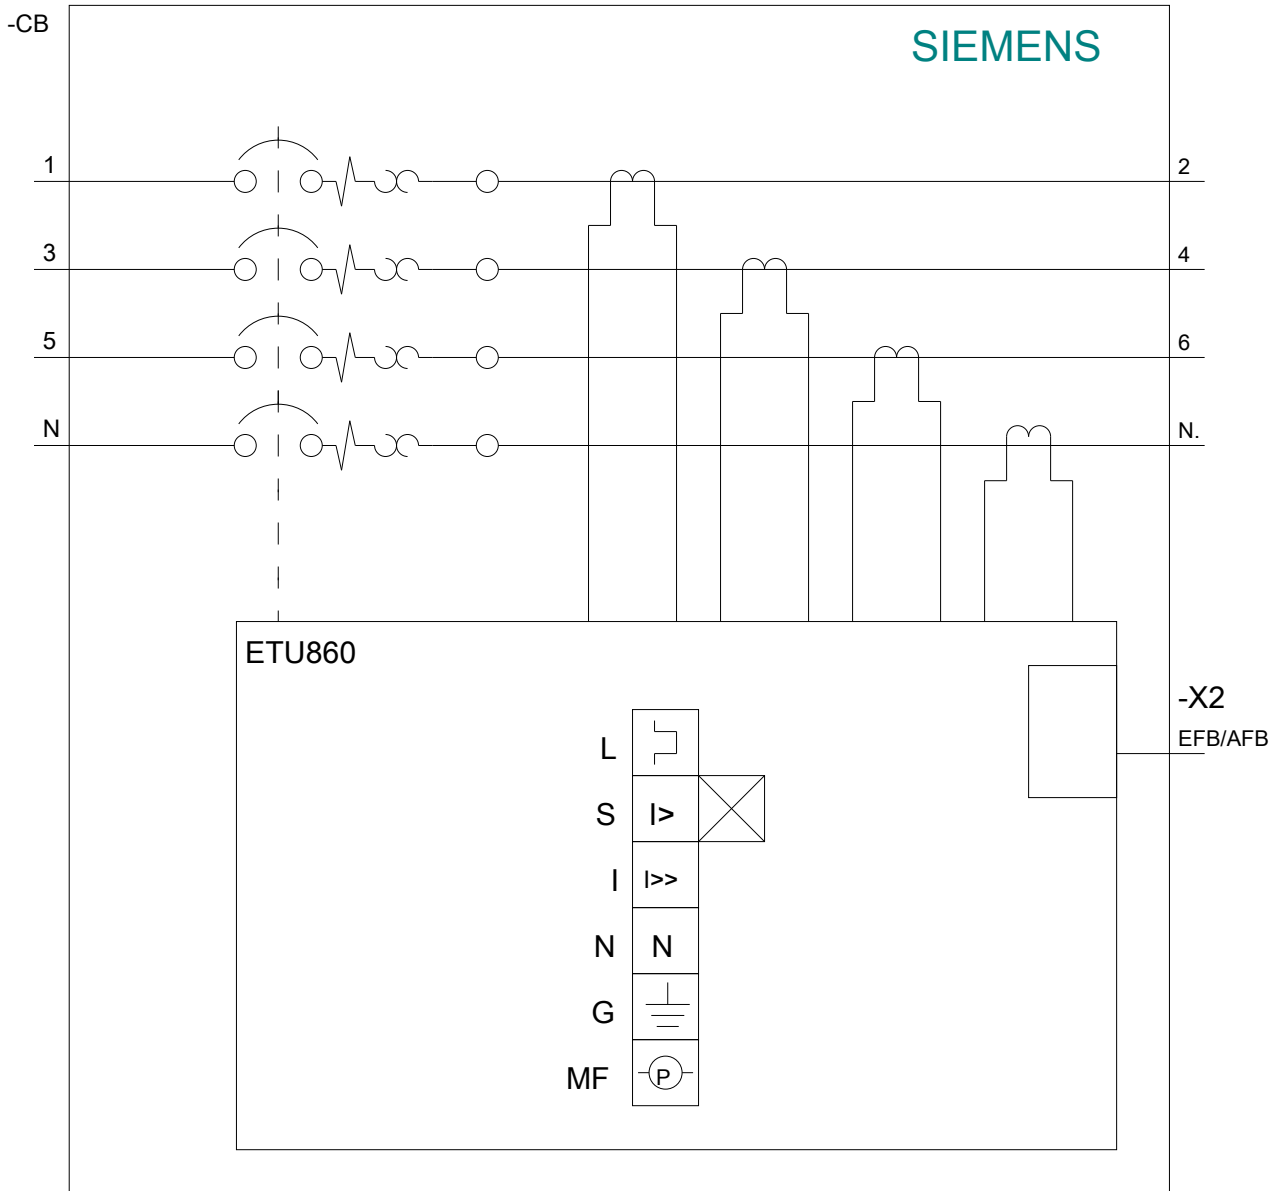 -CB
SIEMENS
1 2
3 4
5 6
N N.
ETU860
-X2
EFB/AFB
L
S I>
I I>>
N N
G
MF P